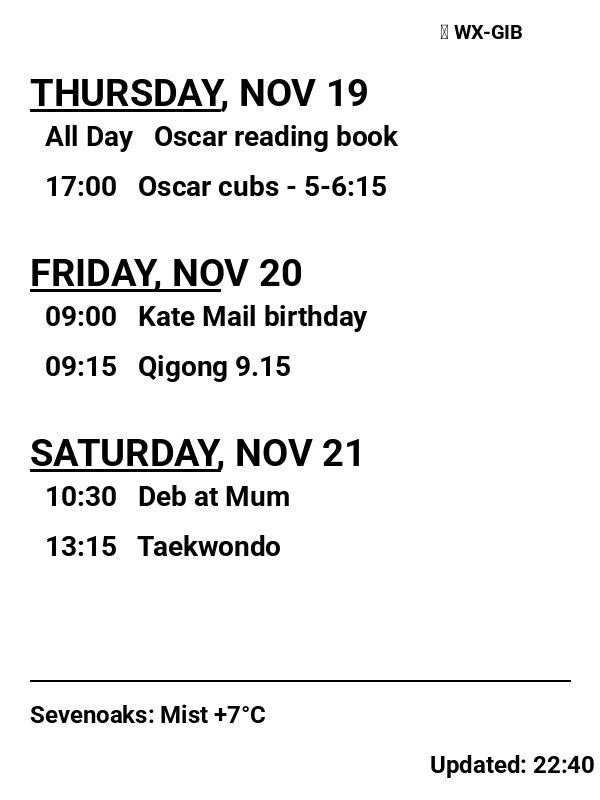 WX-GIB
THURSDAY, NOV 19
All Day Oscar reading book
17:00 Oscar cubs - 5-6:15
FRIDAY, NOV 20
09:00 Kate Mail birthday
09:15 Qigong 9.15
SATURDAY, NOV 21
10:30 Deb at Mum
13:15 Taekwondo
Sevenoaks: Mist +7°C
Updated: 22:40